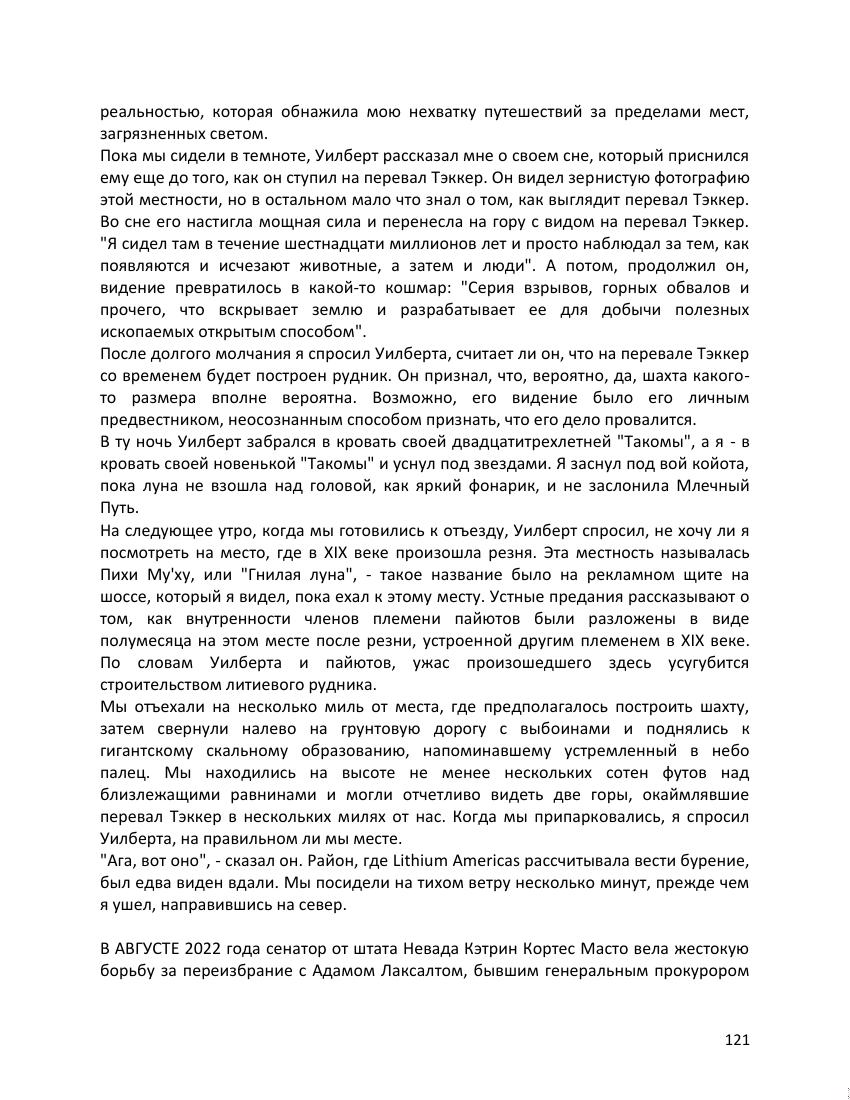 реальностью, которая обнажила мою нехватку путешествий за пределами мест,
загрязненных светом.
Пока мы сидели в темноте, Уилберт рассказал мне о своем сне, который приснился
ему еще до того, как он ступил на перевал Тэккер. Он видел зернистую фотографию
этой местности, но в остальном мало что знал о том, как выглядит перевал Тэккер.
Во сне его настигла мощная сила и перенесла на гору с видом на перевал Тэккер.
"Я сидел там в течение шестнадцати миллионов лет и просто наблюдал за тем, как
появляются и исчезают животные, а затем и люди". А потом, продолжил он,
видение превратилось в какой-то кошмар: "Серия взрывов, горных обвалов и
прочего, что вскрывает землю и разрабатывает ее для добычи полезных
ископаемых открытым способом".
После долгого молчания я спросил Уилберта, считает ли он, что на перевале Тэккер
со временем будет построен рудник. Он признал, что, вероятно, да, шахта какого-
то размера вполне вероятна. Возможно, его видение было его личным
предвестником, неосознанным способом признать, что его дело провалится.
В ту ночь Уилберт забрался в кровать своей двадцатитрехлетней "Такомы", а я - в
кровать своей новенькой "Такомы" и уснул под звездами. Я заснул под вой койота,
пока луна не взошла над головой, как яркий фонарик, и не заслонила Млечный
Путь.
На следующее утро, когда мы готовились к отъезду, Уилберт спросил, не хочу ли я
посмотреть на место, где в XIX веке произошла резня. Эта местность называлась
Пихи Му'ху, или "Гнилая луна", - такое название было на рекламном щите на
шоссе, который я видел, пока ехал к этому месту. Устные предания рассказывают о
том, как внутренности членов племени пайютов были разложены в виде
полумесяца на этом месте после резни, устроенной другим племенем в XIX веке.
По словам Уилберта и пайютов, ужас произошедшего здесь усугубится
строительством литиевого рудника.
Мы отъехали на несколько миль от места, где предполагалось построить шахту,
затем свернули налево на грунтовую дорогу с выбоинами и поднялись к
гигантскому скальному образованию, напоминавшему устремленный в небо
палец. Мы находились на высоте не менее нескольких сотен футов над
близлежащими равнинами и могли отчетливо видеть две горы, окаймлявшие
перевал Тэккер в нескольких милях от нас. Когда мы припарковались, я спросил
Уилберта, на правильном ли мы месте.
"Ага, вот оно", - сказал он. Район, где Lithium Americas рассчитывала вести бурение,
был едва виден вдали. Мы посидели на тихом ветру несколько минут, прежде чем
я ушел, направившись на север.
В АВГУСТЕ 2022 года сенатор от штата Невада Кэтрин Кортес Масто вела жестокую
борьбу за переизбрание с Адамом Лаксалтом, бывшим генеральным прокурором
121